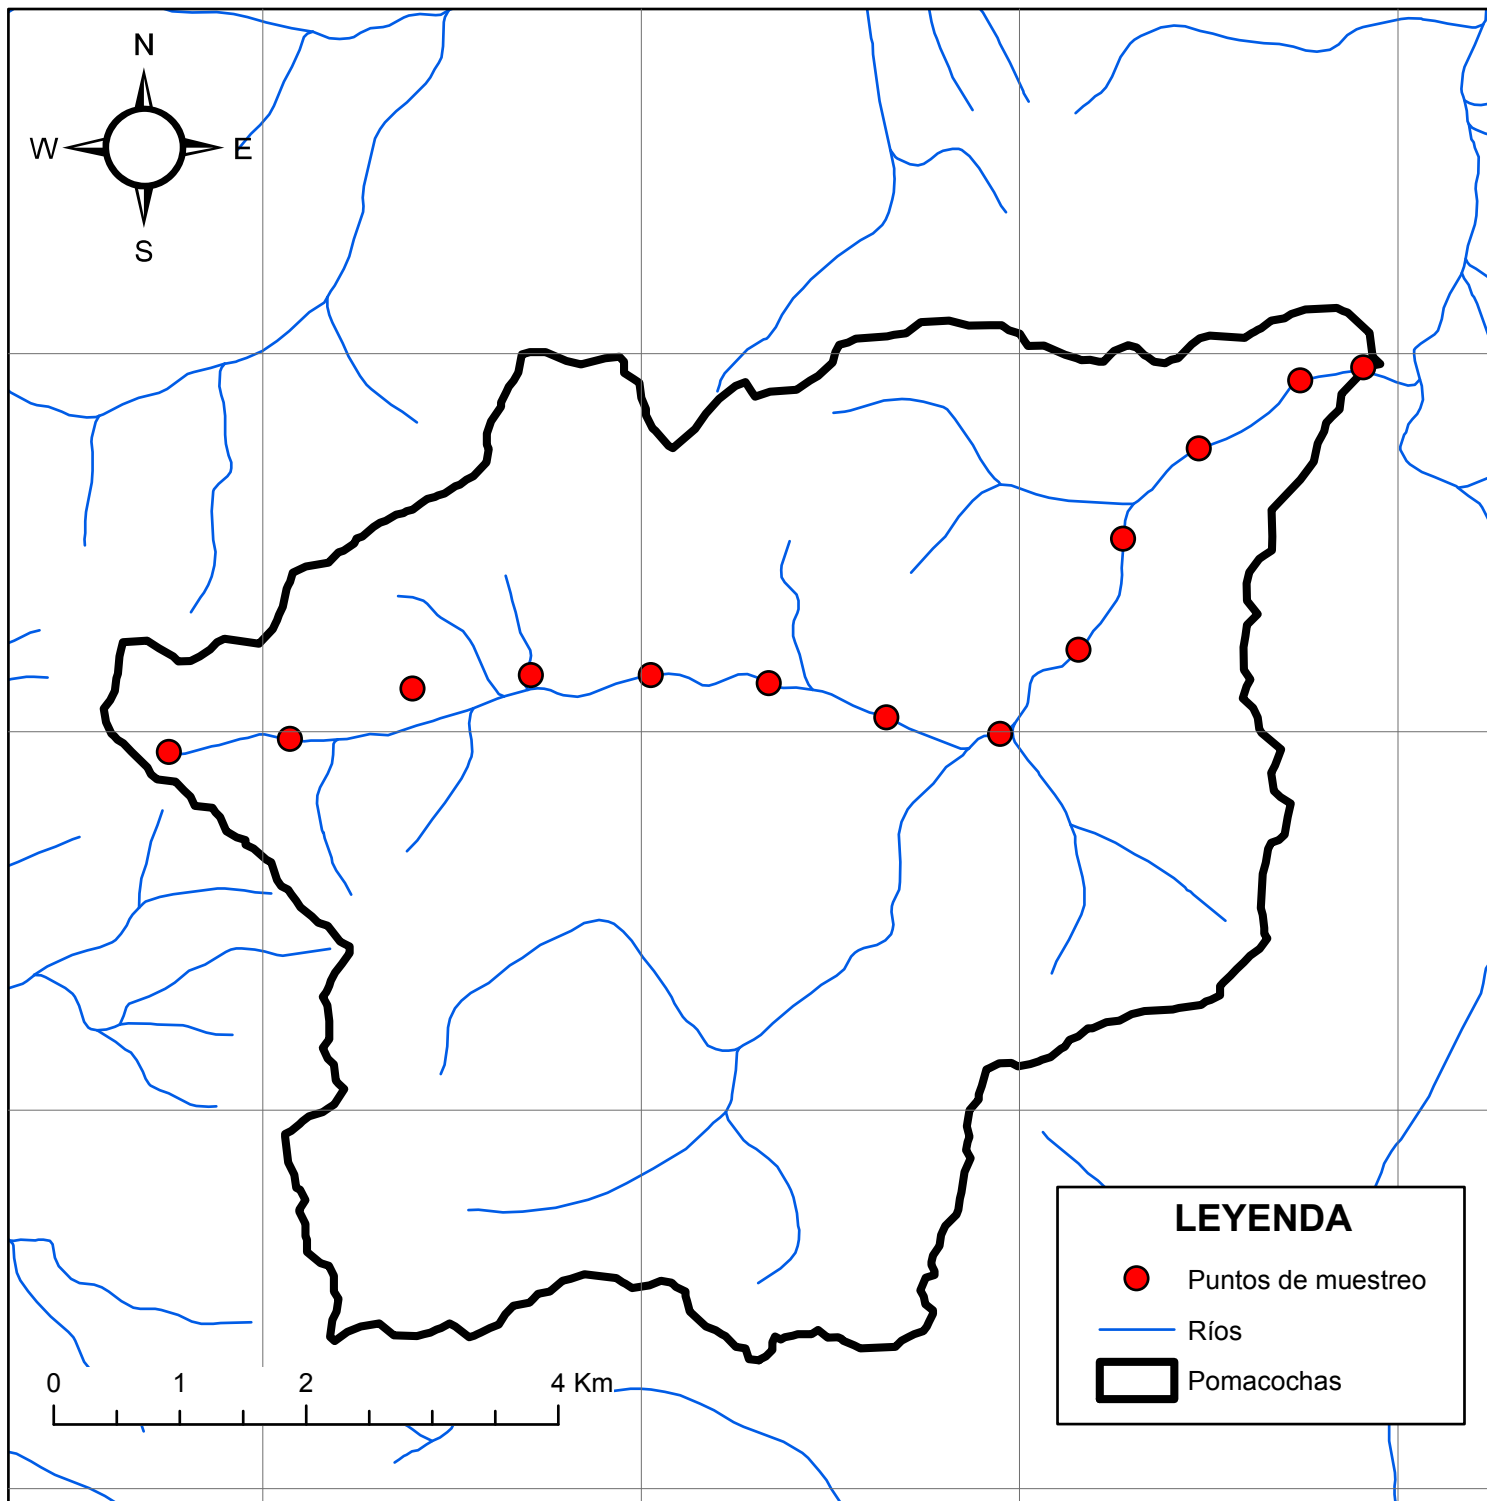 N
W E
S
LEYENDA
Puntos de muestreo
Ríos
Pomacochas
0 1 2 4 Km